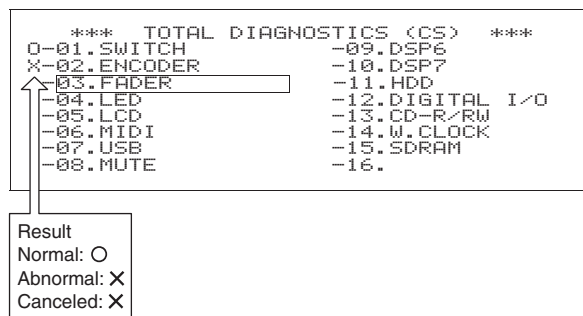 *** TOTAL DIAGNOSTICS (CS) ***
O-01.SWITCH -09.DSP6
X-02.ENCODER -10.DSP7
-03.FADER -11.HDD
-04.LED -12.DIGITAL I/O
-05.LCD -13.CD-R/RW
-06.MIDI -14.W.CLOCK
-07.USB -15.SDRAM
-08.MUTE -16.
Result
Normal: O
Abnormal: X
Canceled: X